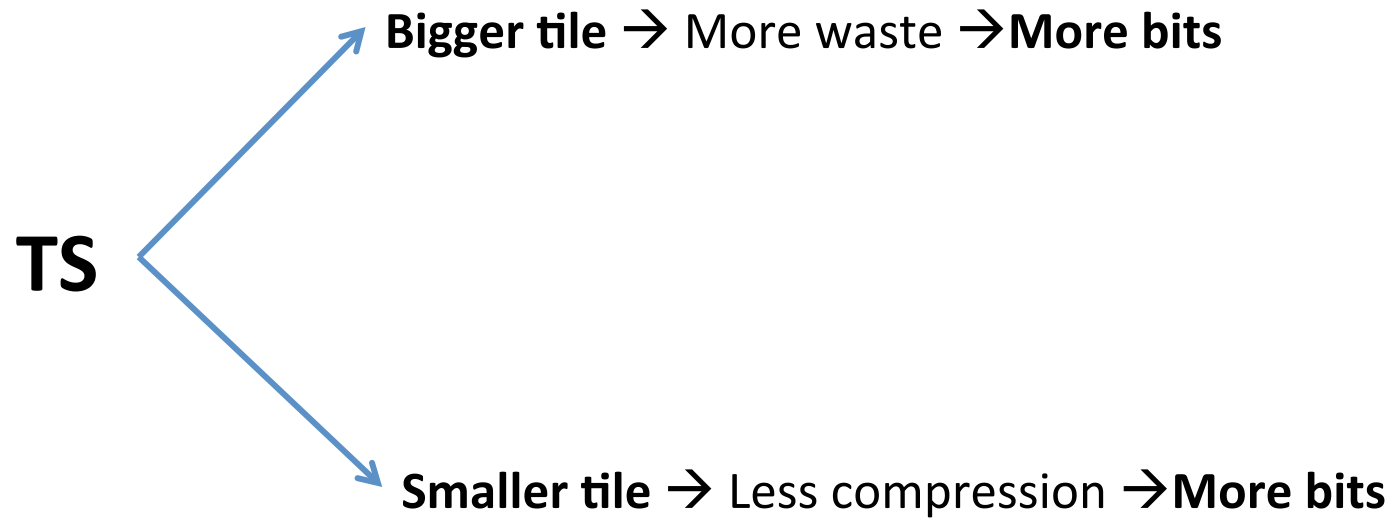 Bigger tile → More waste →More bits
TS
Smaller tile → Less compression →More bits